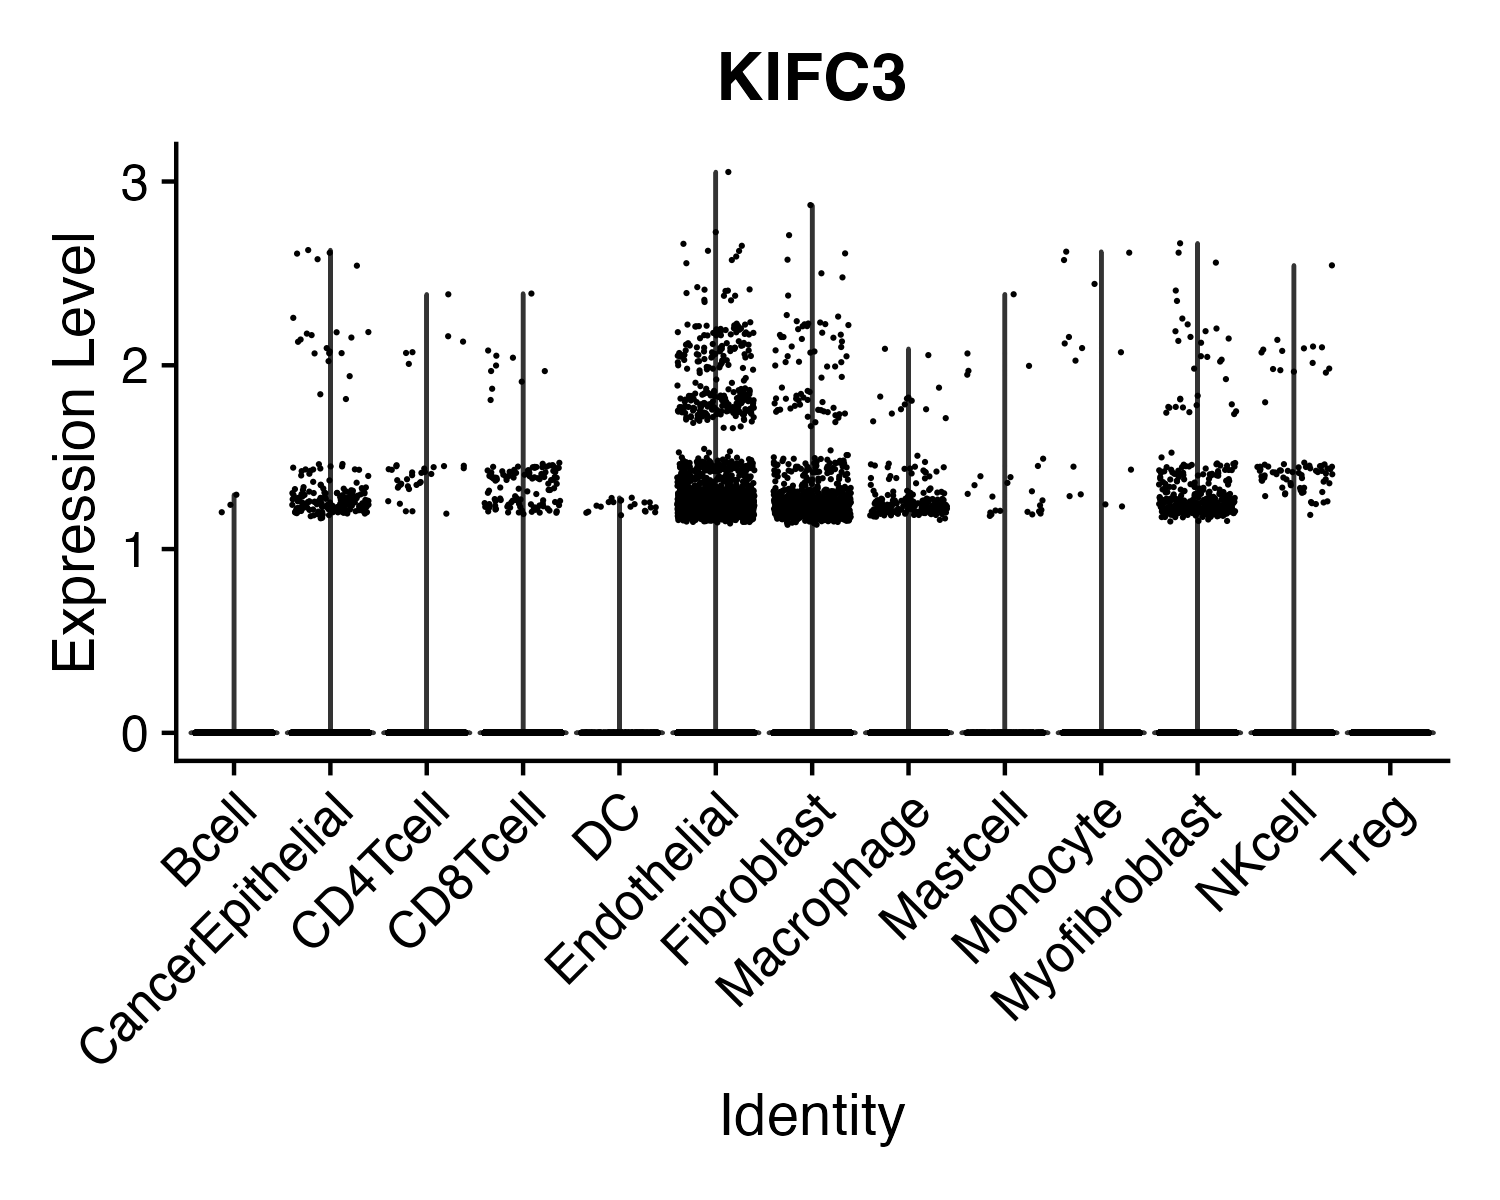 KIFC3
Expression Level
3
2
1
0
Bcell
CancerEpithelial
CD4Tcell
CD8Tcell
DC
Endothelial
Fibroblast
Macrophage
Mastcell
Monocyte
Myofibroblast
NKcell
Treg
Identity